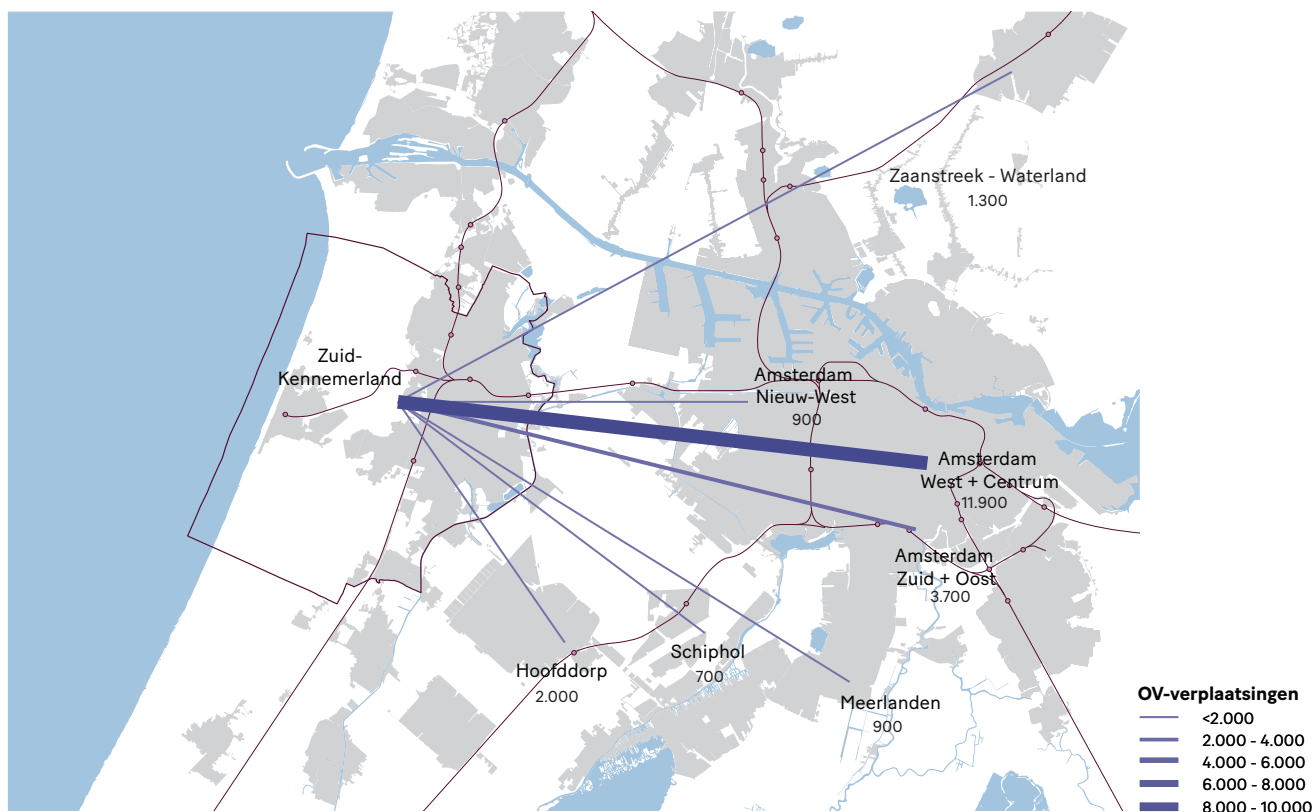 Zaanstreek - Waterland
1.300
Zuid-
Kennemerland
Amsterdam
Nieuw-West
900
Amsterdam
West + Centrum
11.900
Amsterdam
Zuid + Oost
3.700
Schiphol
700
Hoofddorp
2.000
Meerlanden
900
OV-verplaatsingen
<2.000
2.000 - 4.000
4.000 - 6.000
6.000 - 8.000
8.000 - 10.000